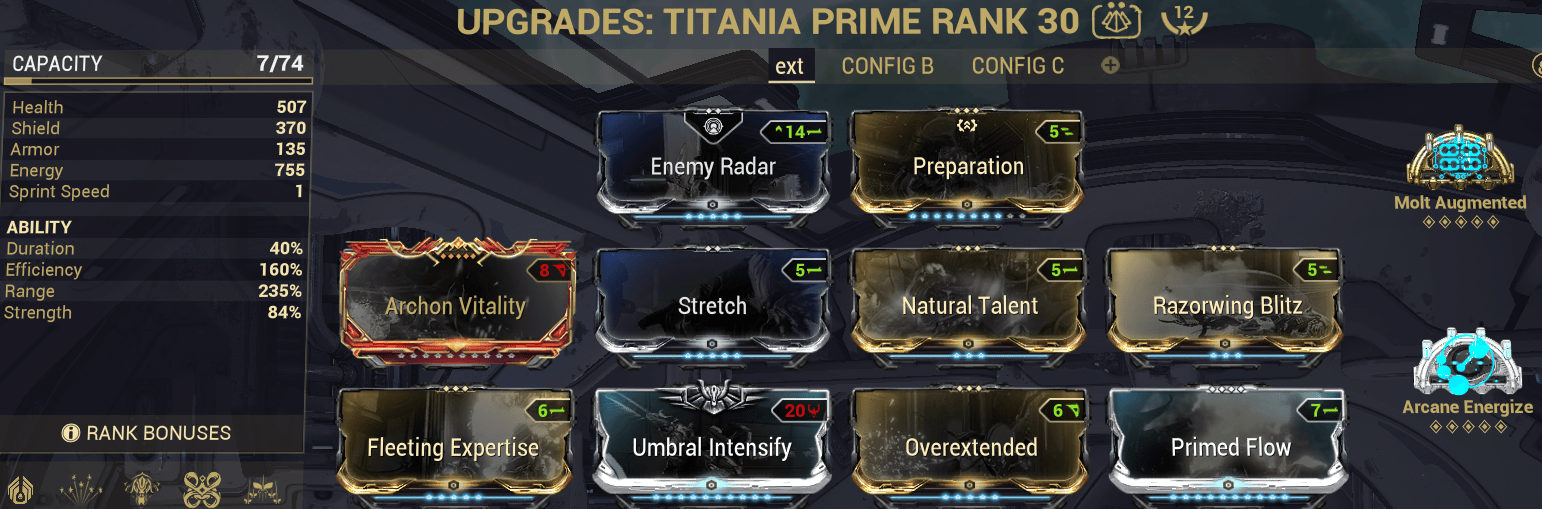 UPGRADES: TITANIA PRIME RANK 30
12
CAPACITY 7/74
ext CONFIG B CONFIG C
Health 507
Shield 370
Armor 135
Energy 755
Sprint Speed 1
ABILITY
Duration 40%
Efficiency 160%
Range 235%
Strength 84%
RANK BONUSES
14
Enemy Radar
5
Preparation
Molt Augmented
8
Archon Vitality
5
Stretch
5
Natural Talent
5
Razorwing Blitz
Arcane Energize
6
Fleeting Expertise
20
Umbral Intensify
6
Overextended
7
Primed Flow